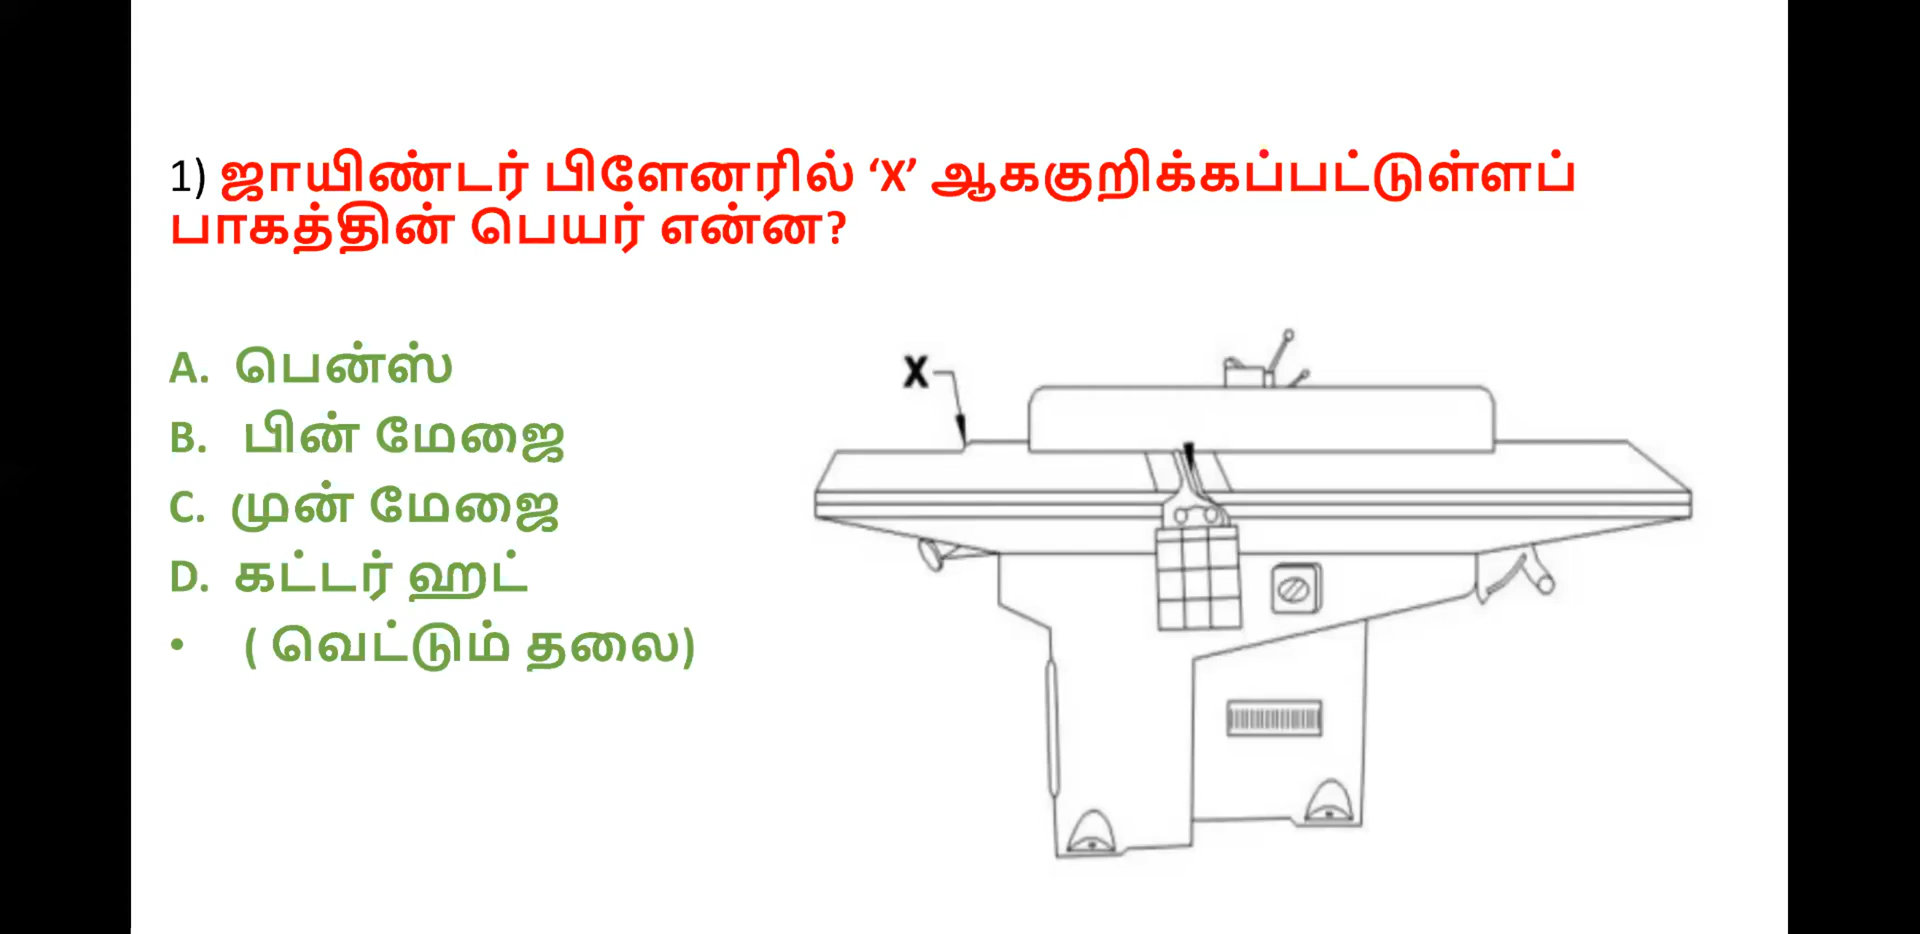 1) ஜாயிண்டர் பிளேனரில் ‘X’ ஆககுறிக்கப்பட்டுள்ளப்
பாகத்தின் பெயர் என்ன?
A. பென்ஸ்
B. பின் மேஜை
C. முன் மேஜை
D. கட்டர் ஹட்
• ( வெட்டும் தலை)
X